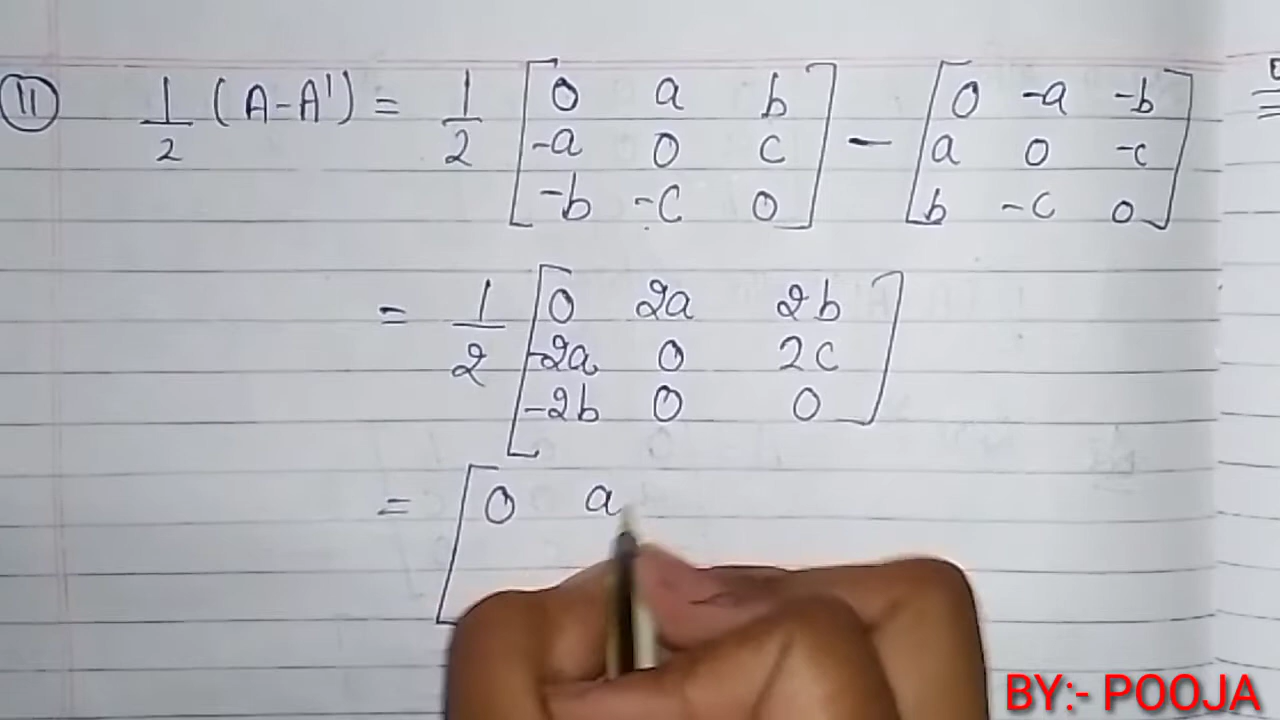 11 1/2 (A-A') = 1/2 [0 a b - [0 -a -b
-a 0 c] a 0 -c]
-b -c 0 b -c 0
= 1/2 [0 2a 2b]
-2a 0 2c
-2b 0 0
= [0 a
BY:- POOJA